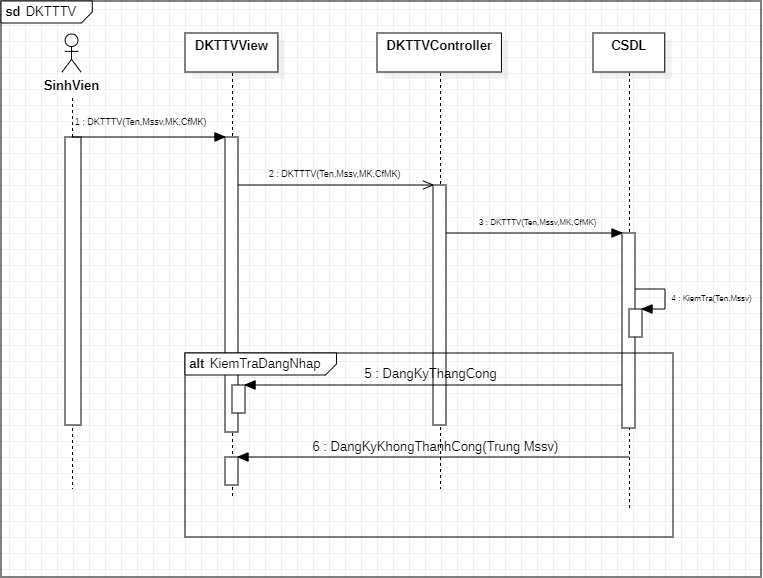 sd DKTTTV
DKTTVView
DKTTVController
CSDL
SinhVien
1 : DKTTTV(Ten,Mssv,MK,CfMK)
2 : DKTTTV(Ten,Mssv,MK,CfMK)
3 : DKTTTV(Ten,Mssv,MK,CfMK)
4 : KiemTra(Ten,Mssv)
alt KiemTraDangNhap
5 : DangKyThangCong
6 : DangKyKhongThanhCong(Trung Mssv)